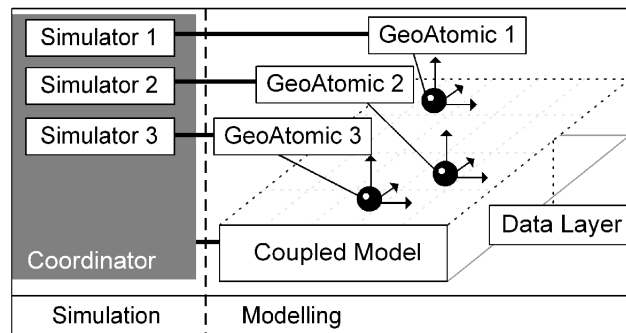 Simulator 1
GeoAtomic 1
Simulator 2
GeoAtomic 2
Simulator 3
GeoAtomic 3
Data Layer
Coupled Model
Coordinator
Simulation
Modelling